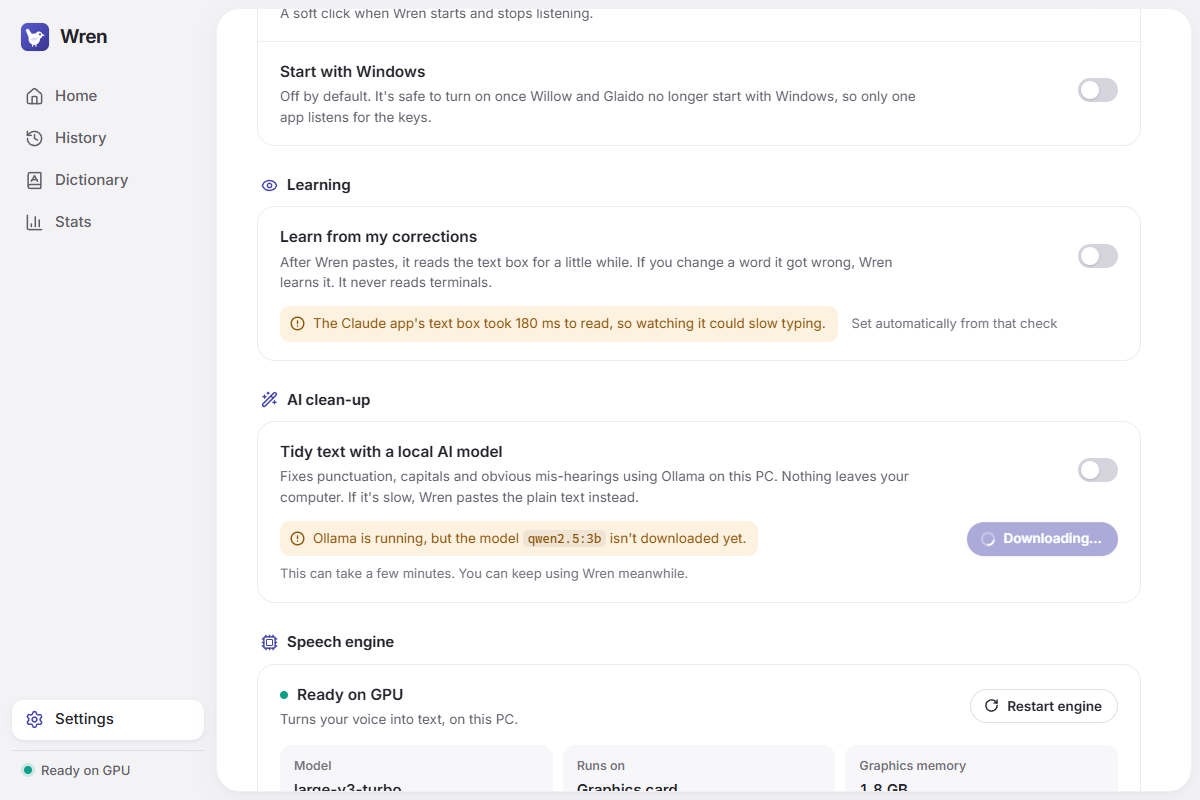 Wren
Home
History
Dictionary
Stats
Settings
Ready on GPU
A soft click when Wren starts and stops listening.
Start with Windows
Off by default. It's safe to turn on once Willow and Glaido no longer start with Windows, so only one
app listens for the keys.
Learning
Learn from my corrections
After Wren pastes, it reads the text box for a little while. If you change a word it got wrong, Wren
learns it. It never reads terminals.
The Claude app's text box took 180 ms to read, so watching it could slow typing.
Set automatically from that check
AI clean-up
Tidy text with a local AI model
Fixes punctuation, capitals and obvious mis-hearings using Ollama on this PC. Nothing leaves your
computer. If it's slow, Wren pastes the plain text instead.
Ollama is running, but the model qwen2.5:3b isn't downloaded yet.
Downloading...
This can take a few minutes. You can keep using Wren meanwhile.
Speech engine
Ready on GPU
Turns your voice into text, on this PC.
Restart engine
Model
large-v3-turbo
Runs on
Graphics card
Graphics memory
1.8 GB